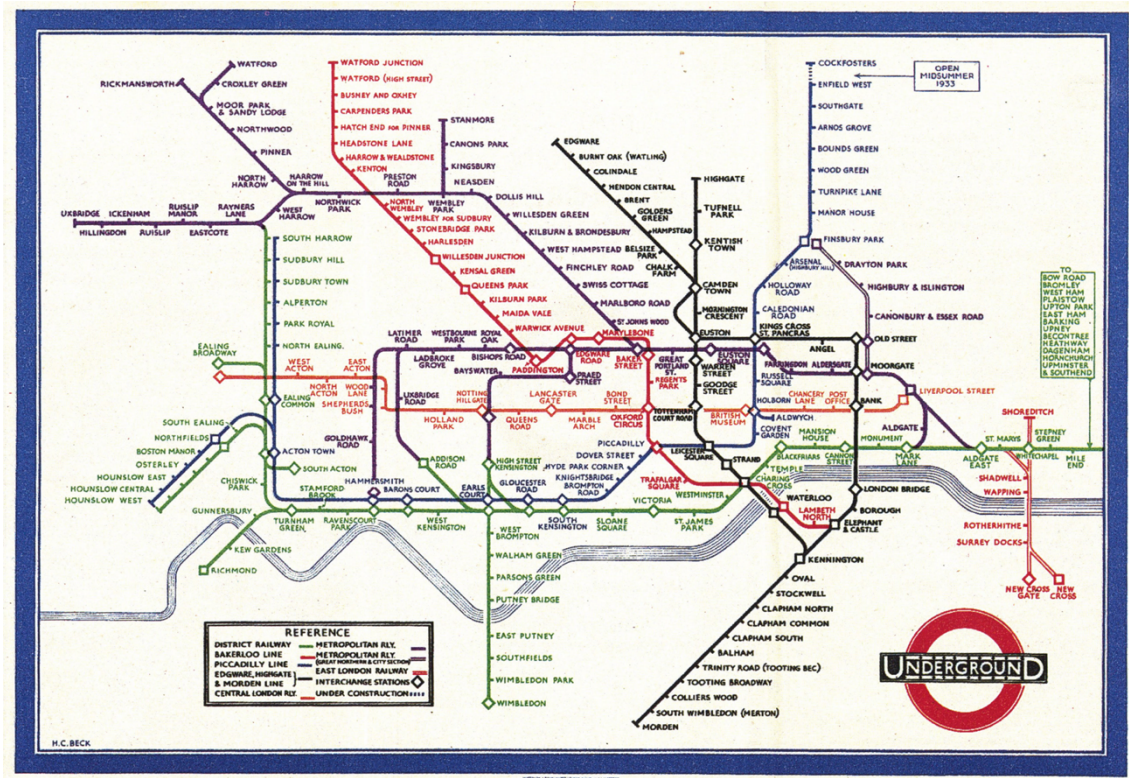 WATFORD
CROXLEY GREEN
RICKMANSWORTH
MOOR PARK
& SANDY LODGE
NORTHWOOD
PINNER
NORTH
HARROW
HARROW
ON THE HILL
NORTHWICK
PARK
PRESTON
ROAD
WEMBLEY
PARK
WEST
HARROW
RAYNERS
LANE
EASTCOTE
RUISLIP
MANOR
RUISLIP
ICKENHAM
HILLINGDON
UXBRIDGE
WATFORD JUNCTION
WATFORD (HIGH STREET)
BUSHEY AND OXHEY
CARPENDERS PARK
HATCH END FOR PINNER
HEADSTONE LANE
HARROW & WEALDSTONE
KENTON
NORTH
WEMBLEY
WEMBLEY FOR SUDBURY
STONEBRIDGE PARK
HARLESDEN
WILLESDEN JUNCTION
KENSAL GREEN
QUEENS PARK
KILBURN PARK
MAIDA VALE
WARWICK AVENUE
PADDINGTON
STANMORE
CANONS PARK
KINGSBURY
NEASDEN
DOLLIS HILL
WILLESDEN GREEN
KILBURN & BRONDESBURY
WEST HAMPSTEAD
FINCHLEY ROAD
SWISS COTTAGE
MARLBORO ROAD
ST JOHNS WOOD
EDGWARE
BURNT OAK (WATLING)
COLINDALE
HENDON CENTRAL
BRENT
GOLDERS
GREEN
HAMPSTEAD
BELSIZE
PARK
CHALK
FARM
HIGHGATE
TUFNELL
PARK
KENTISH
TOWN
CAMDEN
TOWN
MORNINGTON
CRESCENT
EUSTON
COCKFOSTERS
OPEN
MIDSUMMER
1933
ENFIELD WEST
SOUTHGATE
ARNOS GROVE
BOUNDS GREEN
WOOD GREEN
TURNPIKE LANE
MANOR HOUSE
FINSBURY PARK
ARSENAL
(HIGHBURY HILL)
HOLLOWAY
ROAD
CALEDONIAN
ROAD
KINGS CROSS
ST. PANCRAS
DRAYTON PARK
HIGHBURY & ISLINGTON
CANONBURY & ESSEX ROAD
OLD STREET
ANGEL
MOORGATE
TO
BOW ROAD
BROMLEY
WEST HAM
PLAISTOW
UPTON PARK
EAST HAM
BARKING
UPNEY
BECONTREE
HEATHWAY
DAGENHAM
HORNCHURCH
UPMINSTER
& SOUTHEND
SOUTH HARROW
SUDBURY HILL
SUDBURY TOWN
ALPERTON
PARK ROYAL
NORTH EALING.
EALING
BROADWAY
EALING
COMMON
WEST
ACTON
NORTH
ACTON
EAST
ACTON
WOOD
LANE
SHEPHERDS
BUSH
LATIMER
ROAD
LADBROKE
GROVE
WESTBOURNE
PARK
ROYAL
OAK
BISHOPS ROAD
BAYSWATER
PRAED
STREET
EDGWARE
ROAD
MARYLEBONE
BAKER
STREET
GREAT
PORTLAND
ST.
REGENTS
PARK
EUSTON
SQUARE
WARREN
STREET
GOODGE
STREET
RUSSELL
SQUARE
FARRINGDON
ALDERSGATE
UXBRIDGE
ROAD
HOLLAND
PARK
NOTTING
HILL GATE
QUEENS
ROAD
LANCASTER
GATE
MARBLE
ARCH
BOND
STREET
OXFORD
CIRCUS
TOTTENHAM
COURT ROAD
BRITISH
MUSEUM
HOLBORN
ALDWYCH
CHANCERY
LANE
POST
OFFICE
BANK
LIVERPOOL STREET
COVENT
GARDEN
GOLDHAWK
ROAD
ADDISON
ROAD
HAMMERSMITH
SOUTH EALING
NORTHFIELDS
BOSTON MANOR
OSTERLEY
HOUNSLOW EAST
HOUNSLOW CENTRAL
HOUNSLOW WEST
ACTON TOWN
SOUTH ACTON
CHISWICK
PARK
GUNNERSBURY
KEW GARDENS
RICHMOND
TURNHAM
GREEN
STAMFORD
BROOK
RAVENSCOURT
PARK
BARONS COURT
WEST
KENSINGTON
EARLS
COURT
HIGH STREET
KENSINGTON
GLOUCESTER
ROAD
SOUTH
KENSINGTON
KNIGHTSBRIDGE
BROMPTON
ROAD
HYDE PARK CORNER
DOVER STREET
PICCADILLY
LEICESTER
SQUARE
SLOANE
SQUARE
VICTORIA
ST. JAMES
PARK
WESTMINSTER
TRAFALGAR
SQUARE
STRAND
CHARING
CROSS
TEMPLE
BLACKFRIARS
MANSION
HOUSE
CANNON
STREET
MONUMENT
MARK
LANE
ALDGATE
ALDGATE
EAST
ST. MARYS
STEPNEY
GREEN
WHITECHAPEL
MILE
END
SHOREDITCH
SHADWELL
WAPPING
ROTHERHITHE
SURREY DOCKS
NEW CROSS
GATE
NEW
CROSS
WATERLOO
LAMBETH
NORTH
LONDON BRIDGE
BOROUGH
ELEPHANT
& CASTLE
KENNINGTON
OVAL
STOCKWELL
CLAPHAM NORTH
CLAPHAM COMMON
CLAPHAM SOUTH
BALHAM
TRINITY ROAD (TOOTING BEC)
TOOTING BROADWAY
COLLIERS WOOD
SOUTH WIMBLEDON (MERTON)
MORDEN
WEST
BROMPTON
WALHAM GREEN
PARSONS GREEN
PUTNEY BRIDGE
EAST PUTNEY
SOUTHFIELDS
WIMBLEDON PARK
WIMBLEDON
REFERENCE
DISTRICT RAILWAY
BAKERLOO LINE
PICCADILLY LINE
EDGWARE, HIGHGATE
& MORDEN LINE
CENTRAL LONDON RLY.
METROPOLITAN RLY.
METROPOLITAN RLY.
(GREAT NORTHERN & CITY SECTION)
EAST LONDON RAILWAY
INTERCHANGE STATIONS
UNDER CONSTRUCTION
UNDERGROUND
H.C. BECK